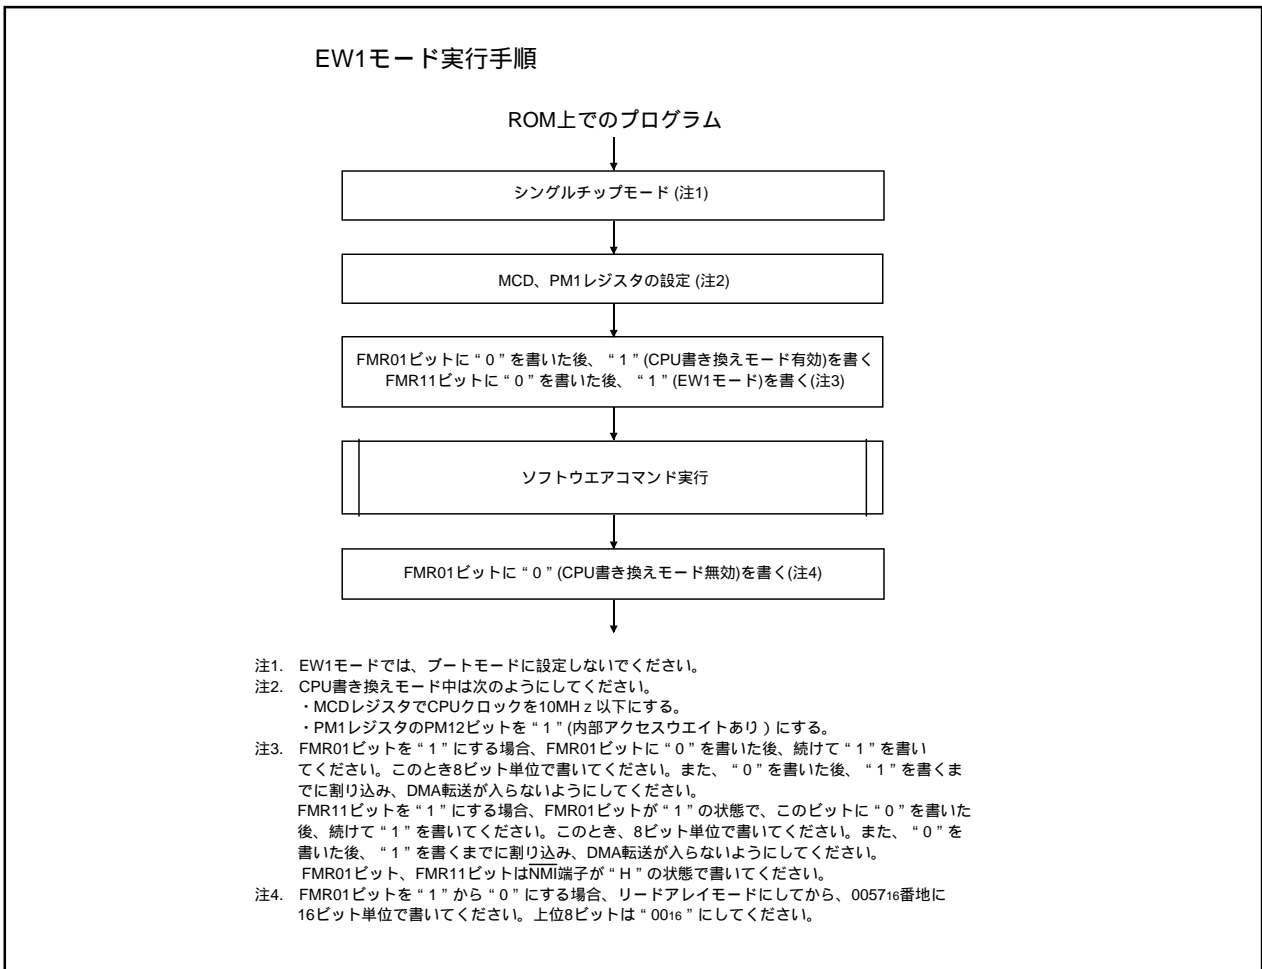 EW1モード実行手順
ROM上でのプログラム
シングルチップモード (注1)
MCD、PM1レジスタの設定 (注2)
FMR01ビットに“0”を書いた後、“1”(CPU書き換えモード有効)を書く
FMR11ビットに“0”を書いた後、“1”(EW1モード)を書く(注3)
ソフトウエアコマンド実行
FMR01ビットに“0”(CPU書き換えモード無効)を書く(注4)
注1. EW1モードでは、ブートモードに設定しないでください。
注2. CPU書き換えモード中は次のようにしてください。
・MCDレジスタでCPUクロックを10MHz以下にする。
・PM1レジスタのPM12ビットを“1”(内部アクセスウエイトあり)にする。
注3. FMR01ビットを“1”にする場合、FMR01ビットに“0”を書いた後、続けて“1”を書い
てください。このとき8ビット単位で書いてください。また、“0”を書いた後、“1”を書くま
でに割り込み、DMA転送が入らないようにしてください。
FMR11ビットを“1”にする場合、FMR01ビットが“1”の状態で、このビットに“0”を書いた
後、続けて“1”を書いてください。このとき、8ビット単位で書いてください。また、“0”を
書いた後、“1”を書くまでに割り込み、DMA転送が入らないようにしてください。
FMR01ビット、FMR11ビットはNMI端子が“H”の状態で書いてください。
注4. FMR01ビットを“1”から“0”にする場合、リードアレイモードにしてから、005716番地に
16ビット単位で書いてください。上位8ビットは“0016”にしてください。